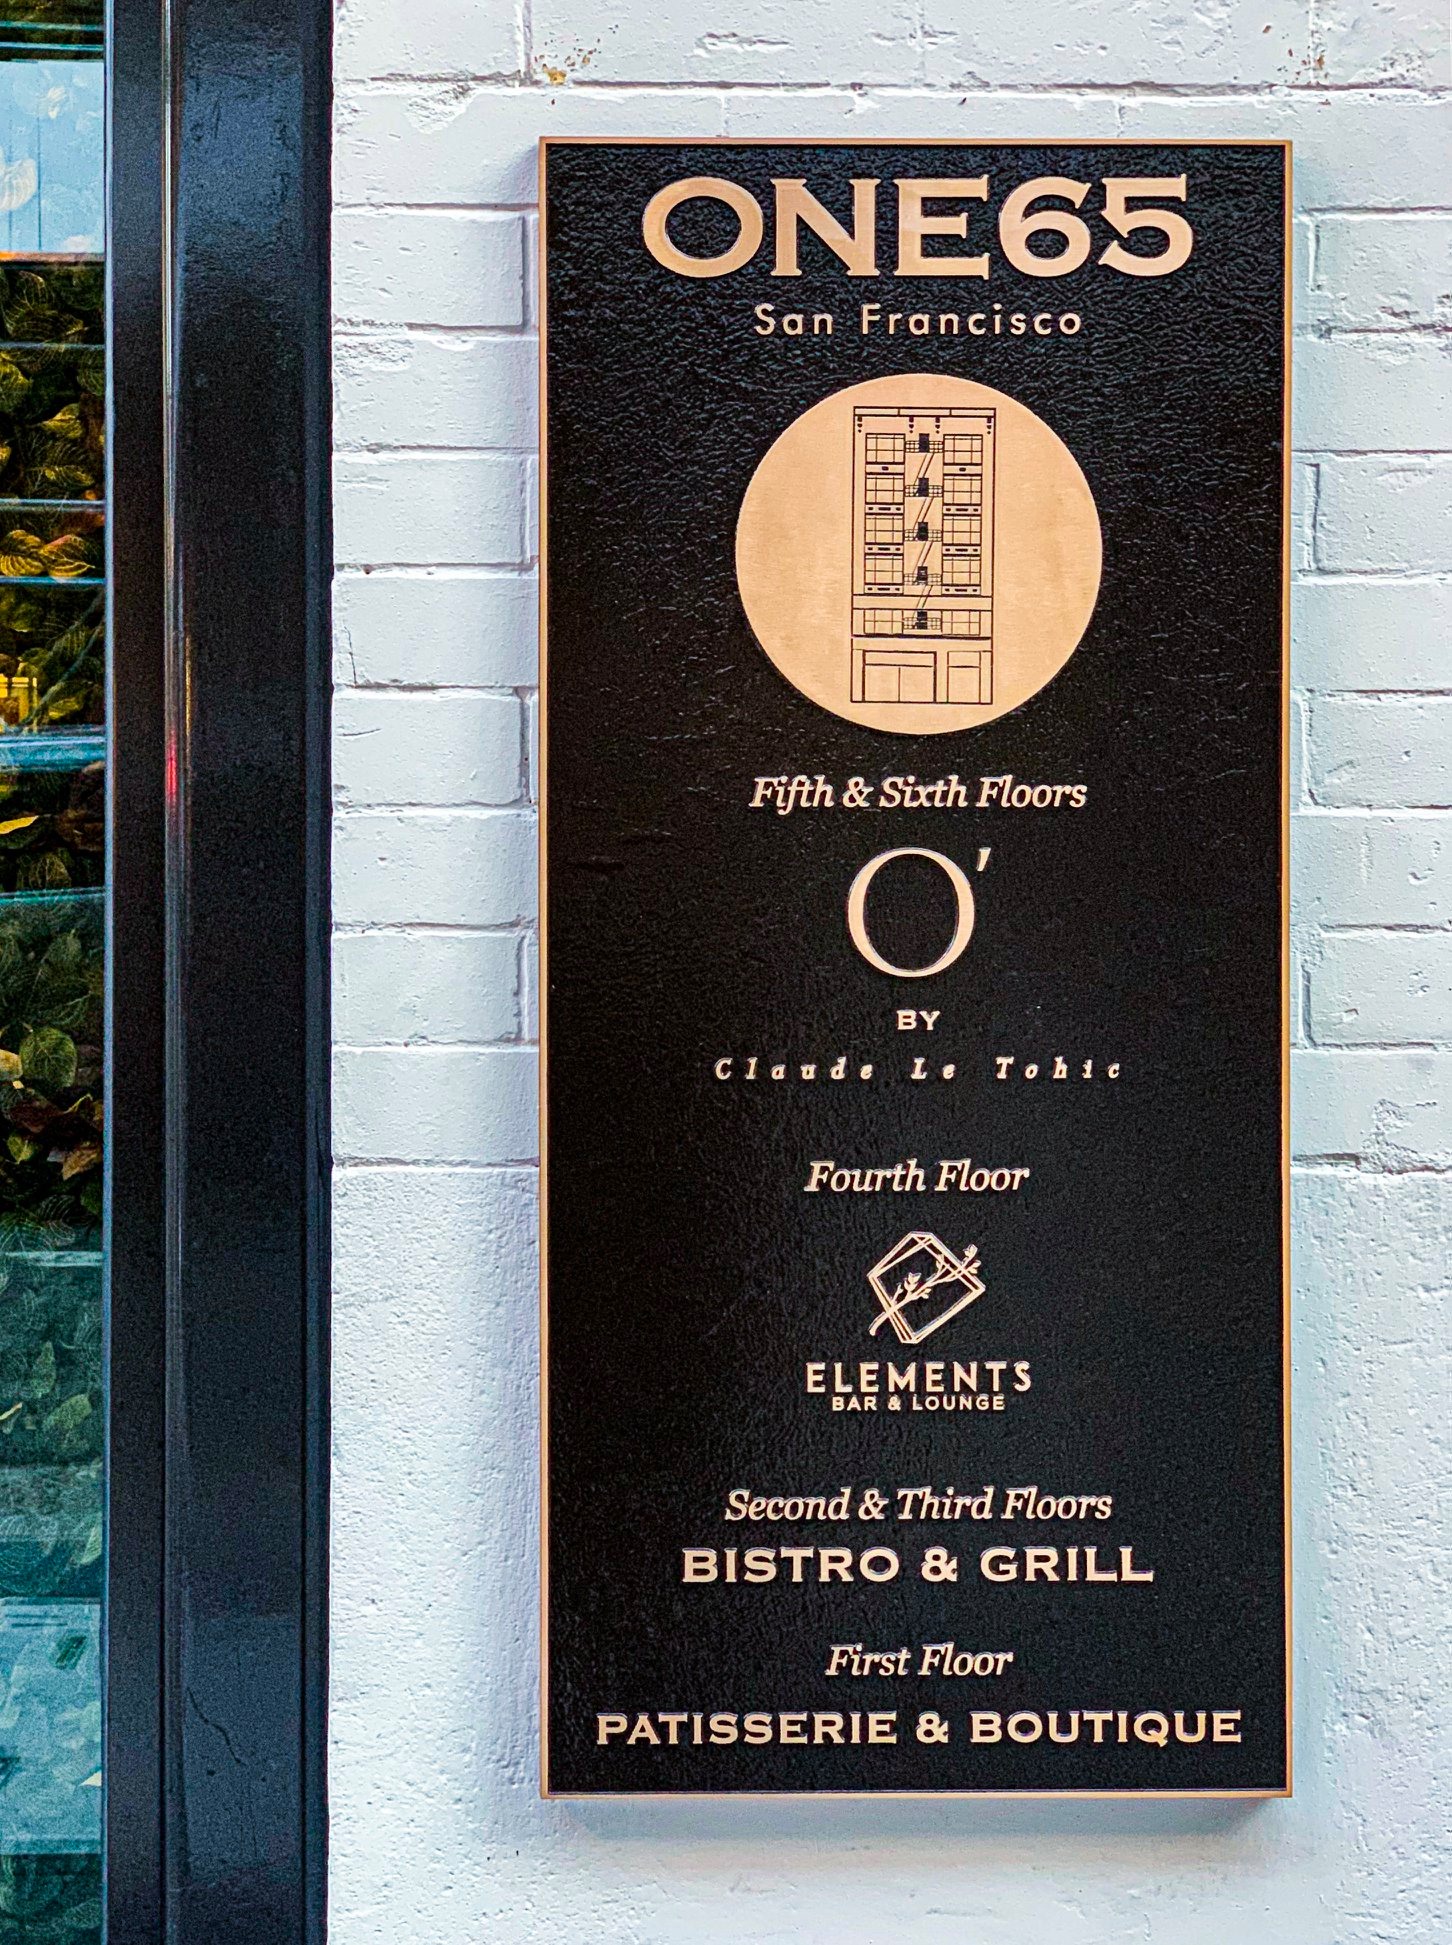 ONE65
San Francisco
Fifth & Sixth Floors
O'
BY
Claude Le Tohic
Fourth Floor
ELEMENTS
BAR & LOUNGE
Second & Third Floors
BISTRO & GRILL
First Floor
PATISSERIE & BOUTIQUE